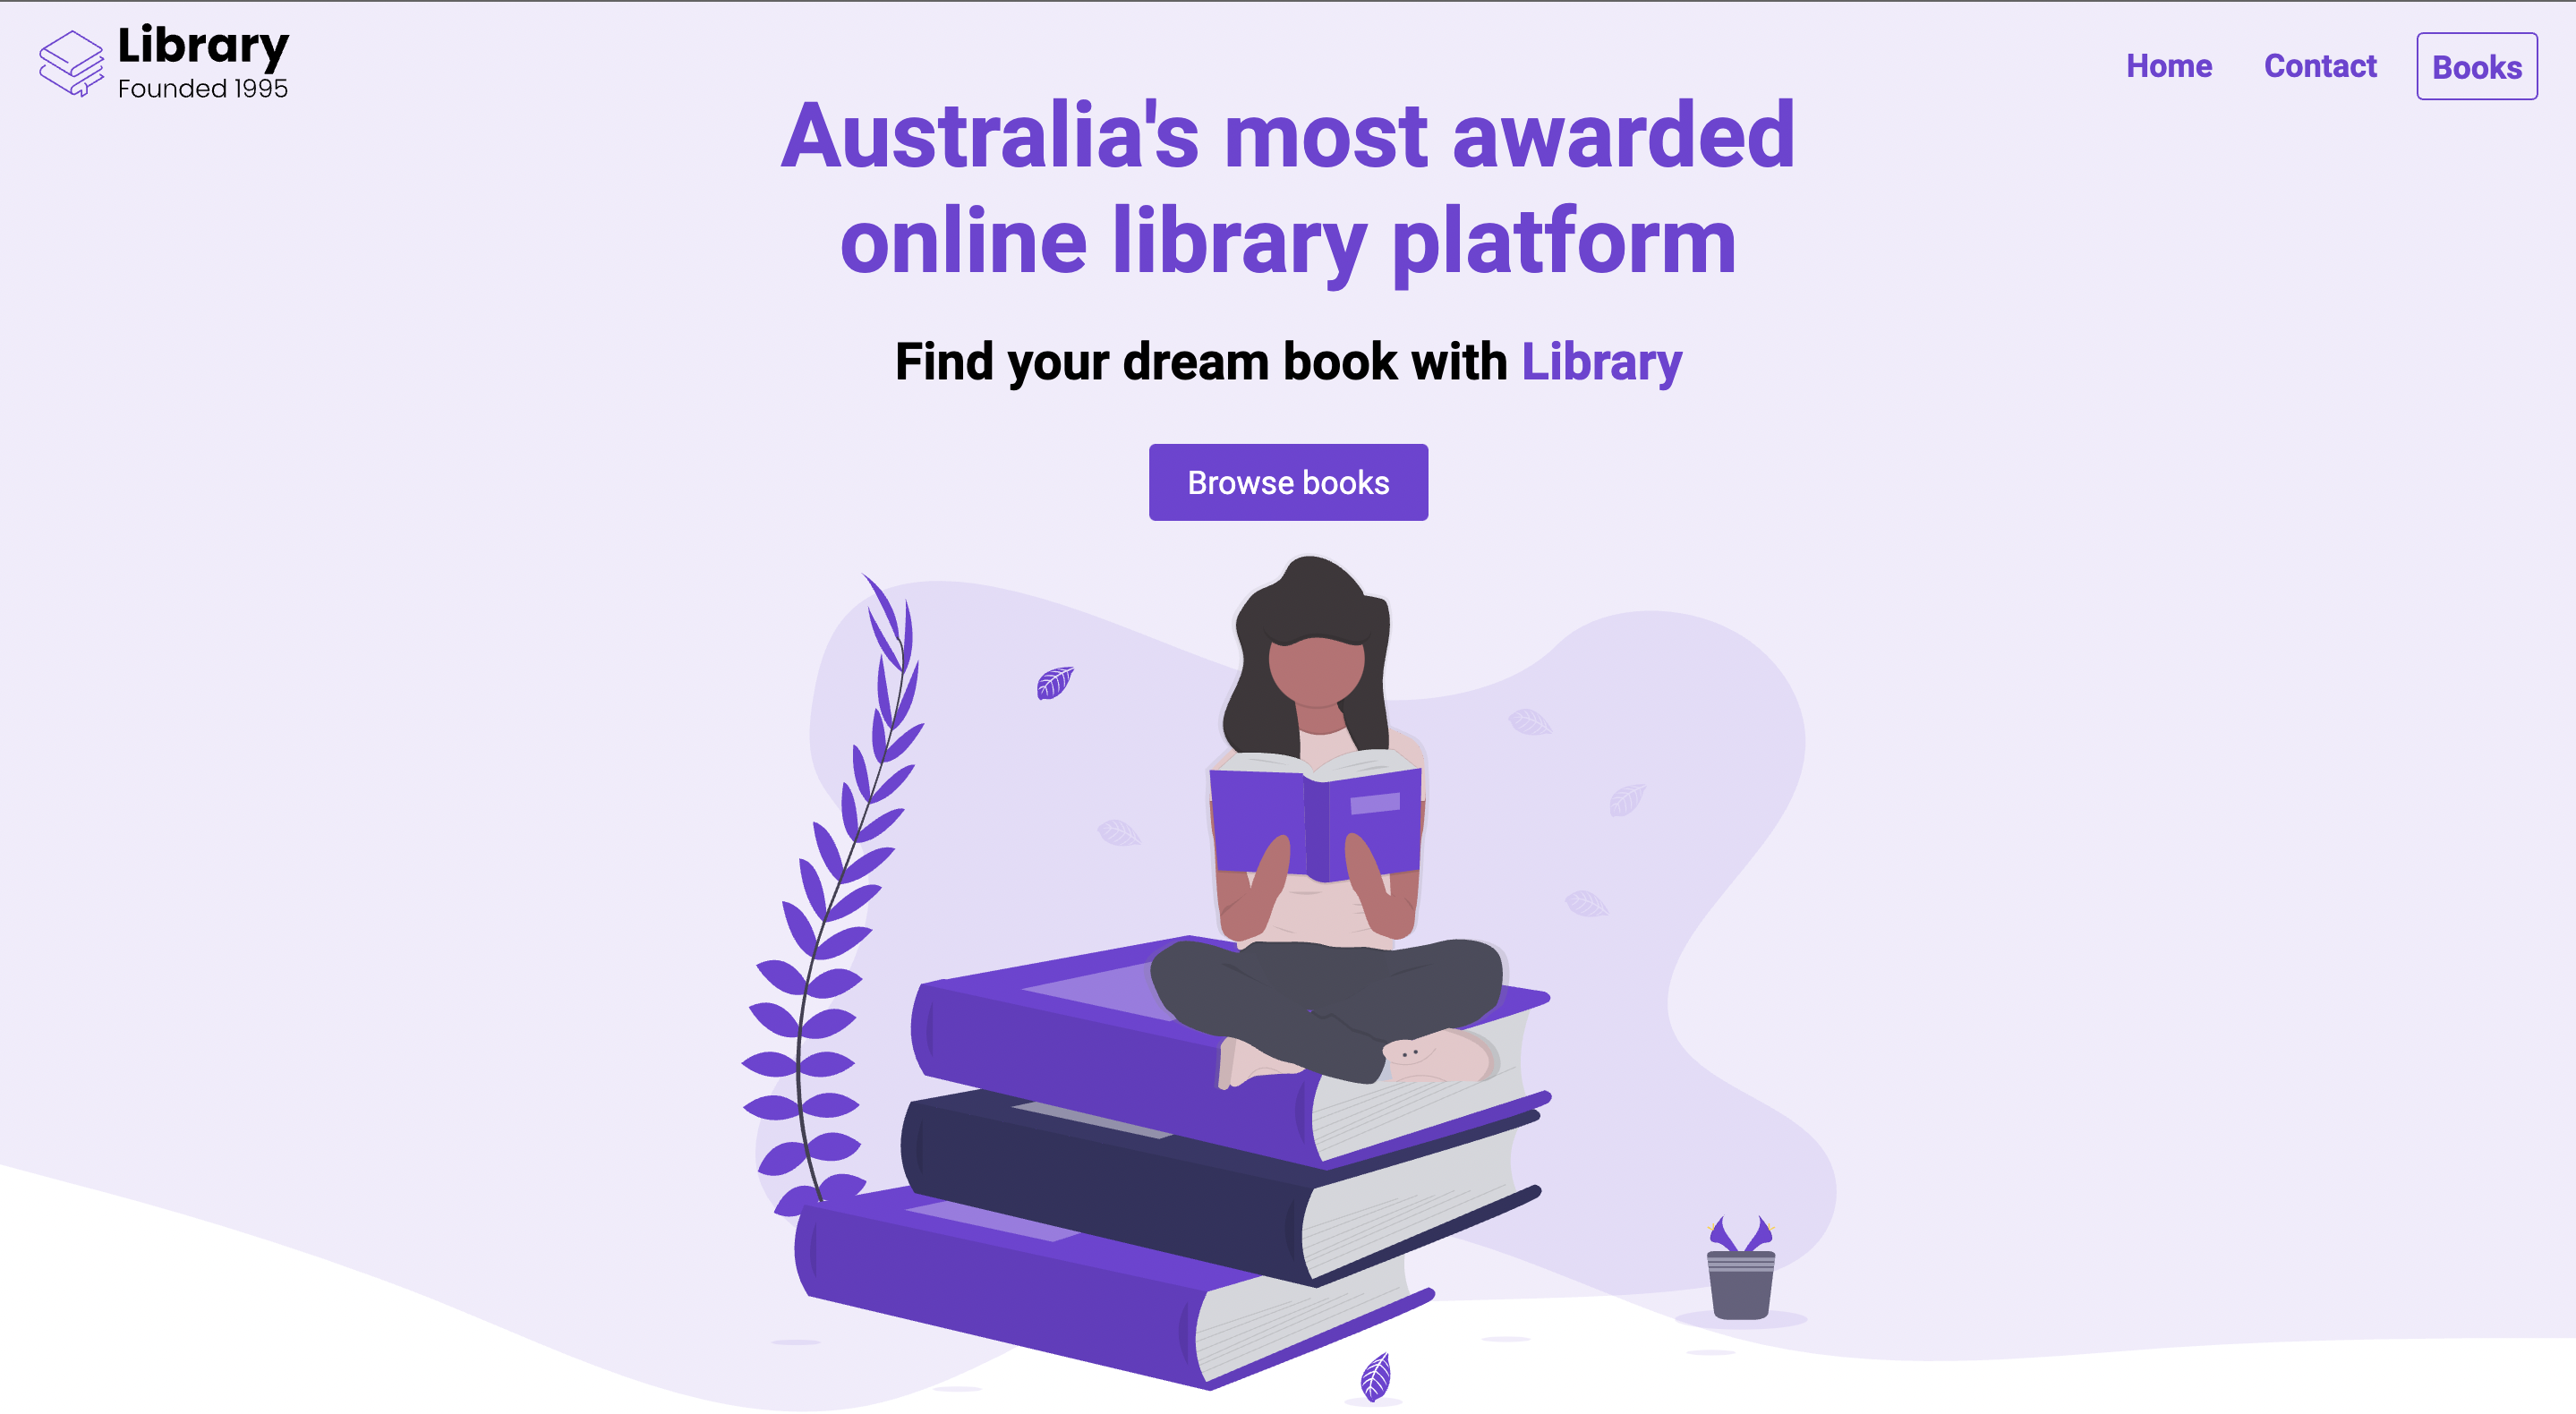 Library
Founded 1995
Home
Contact
Books
Australia's most awarded
online library platform
Find your dream book with Library
Browse books